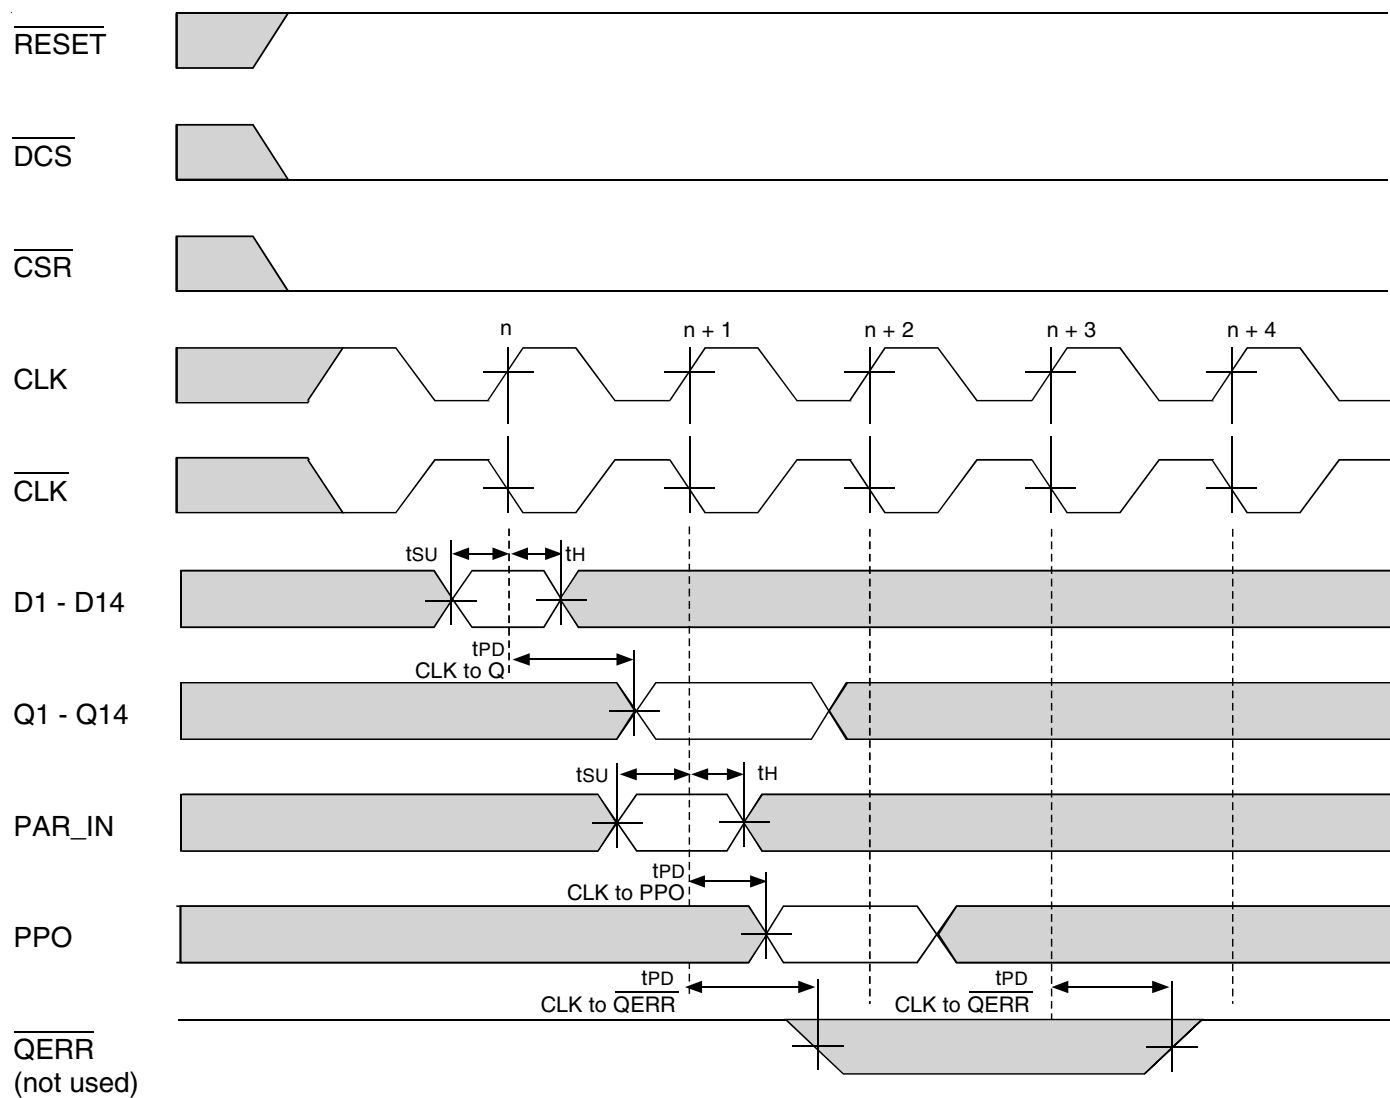 RESET
DCS
CSR
n n + 1 n + 2 n + 3 n + 4
CLK
CLK
tSU tH
D1 - D14
tPD
CLK to Q
Q1 - Q14
tSU tH
PAR_IN
tPD
CLK to PPO
PPO
tPD tPD
CLK to QERR CLK to QERR
QERR
(not used)